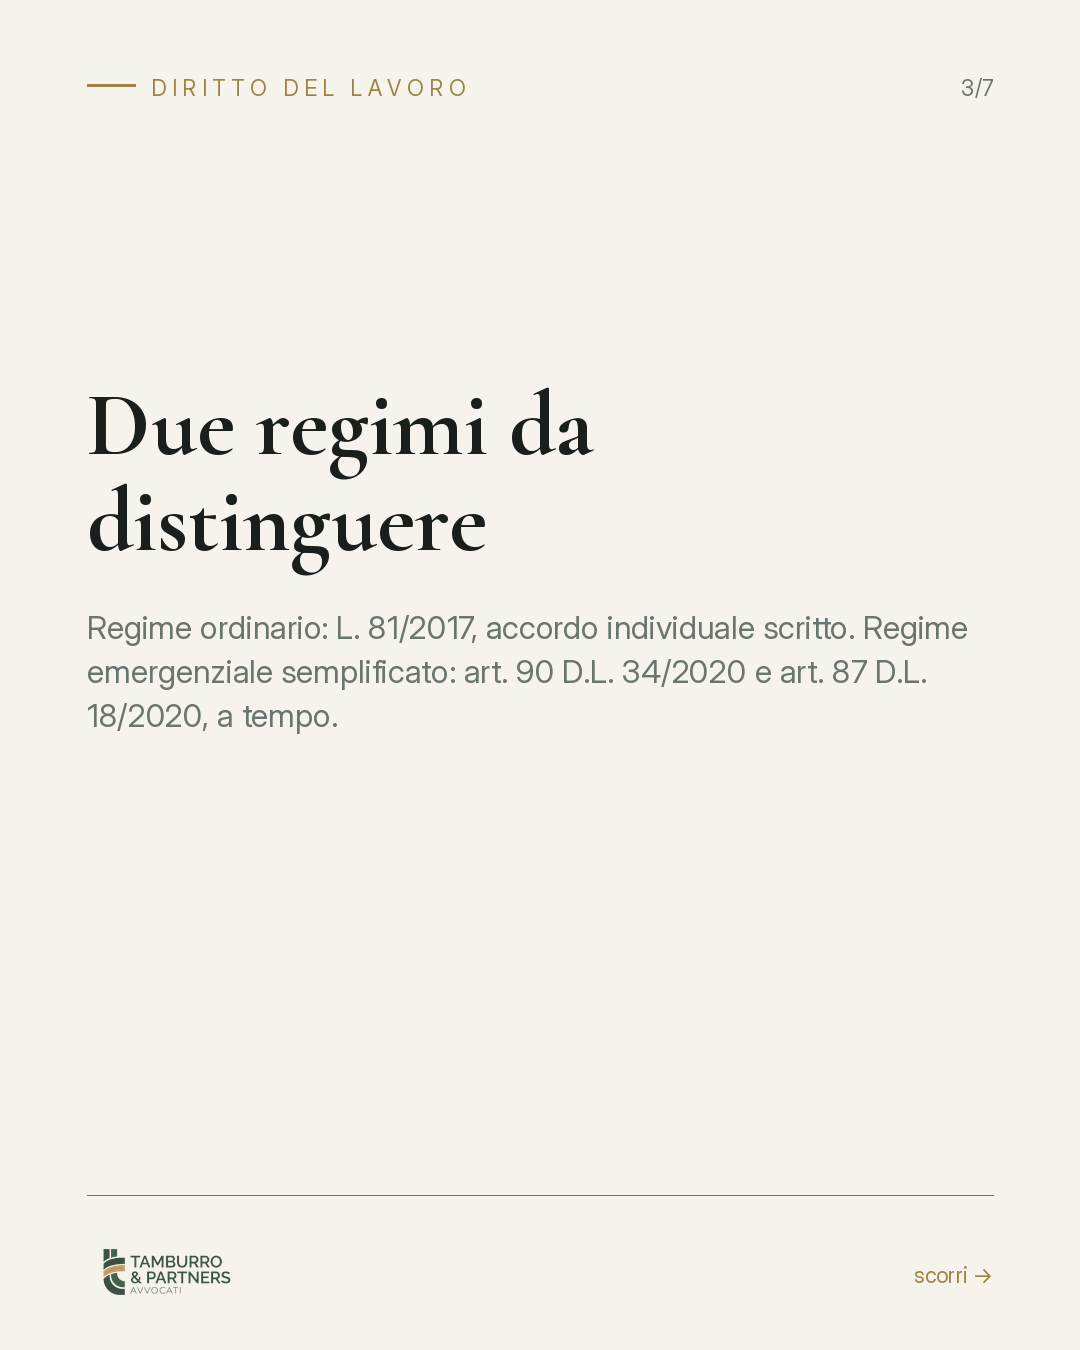 DIRITTO DEL LAVORO
3/7
Due regimi da
distinguere
Regime ordinario: L. 81/2017, accordo individuale scritto. Regime
emergenziale semplificato: art. 90 D.L. 34/2020 e art. 87 D.L.
18/2020, a tempo.
TAMBURRO
& PARTNERS
AVVOCATI
scorri →